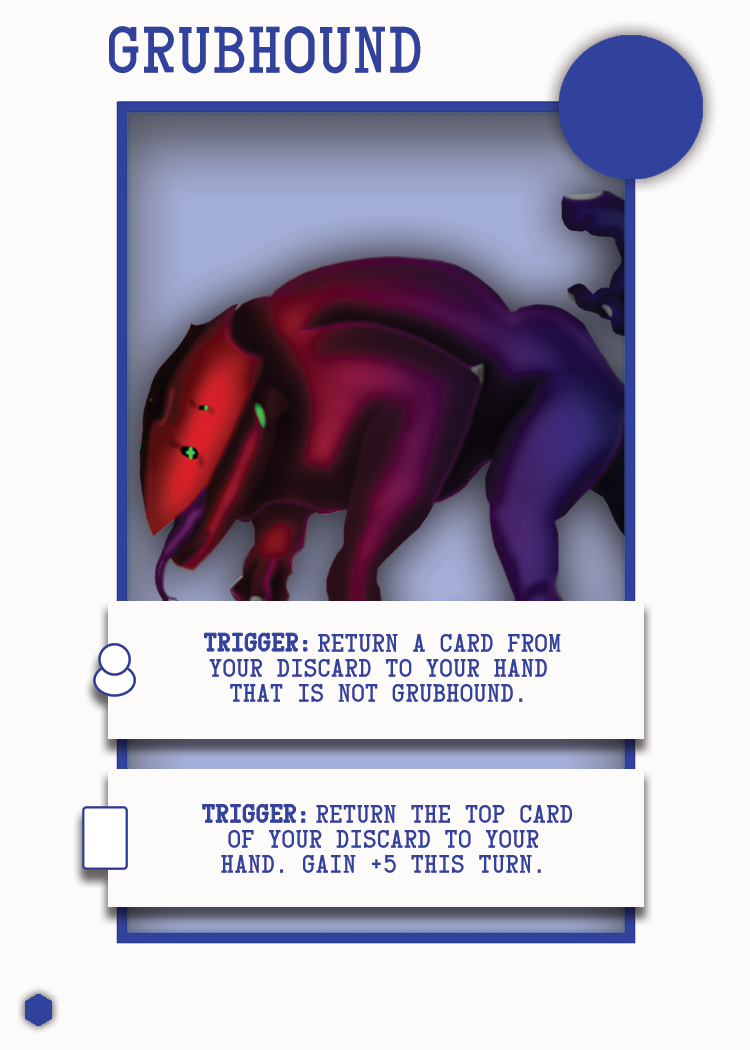 GRUBHOUND
TRIGGER: RETURN A CARD FROM
YOUR DISCARD TO YOUR HAND
THAT IS NOT GRUBHOUND.
TRIGGER: RETURN THE TOP CARD
OF YOUR DISCARD TO YOUR
HAND. GAIN +5 THIS TURN.